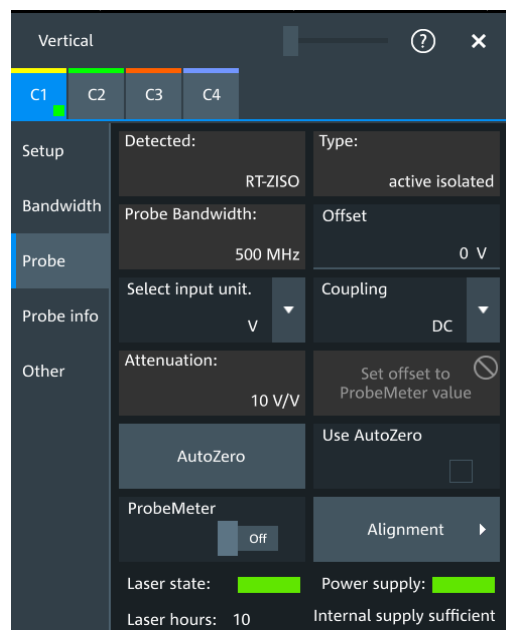 Vertical
?
C1 C2 C3 C4
Setup
Bandwidth
Probe
Probe info
Other
Detected:
RT-ZISO
Type:
active isolated
Probe Bandwidth:
500 MHz
Offset
0 V
Select input unit.
V
Coupling
DC
Attenuation:
10 V/V
Set offset to
ProbeMeter value
AutoZero
Use AutoZero
ProbeMeter
Off
Alignment
Laser state:
Power supply:
Laser hours: 10
Internal supply sufficient